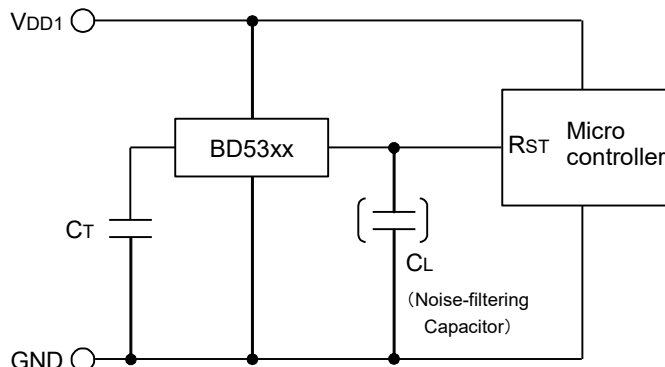 VDD1
BD53xx
RST
Micro
controller
CT
CL
（Noise-filtering
Capacitor）
GND